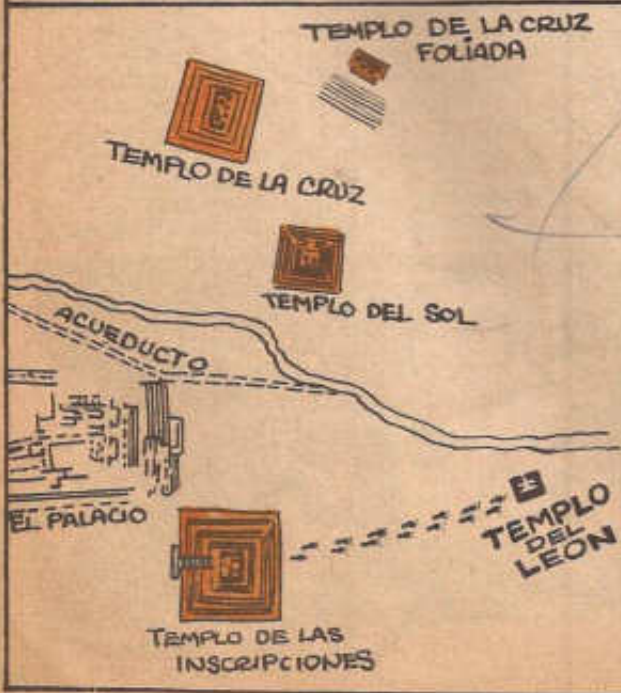 TEMPLO DE LA CRUZ
FOLIADA
TEMPLO DE LA CRUZ
TEMPLO DEL SOL
ACUEDUCTO
EL PALACIO
TEMPLO
DEL
LEON
TEMPLO DE LAS
INSCRIPCIONES